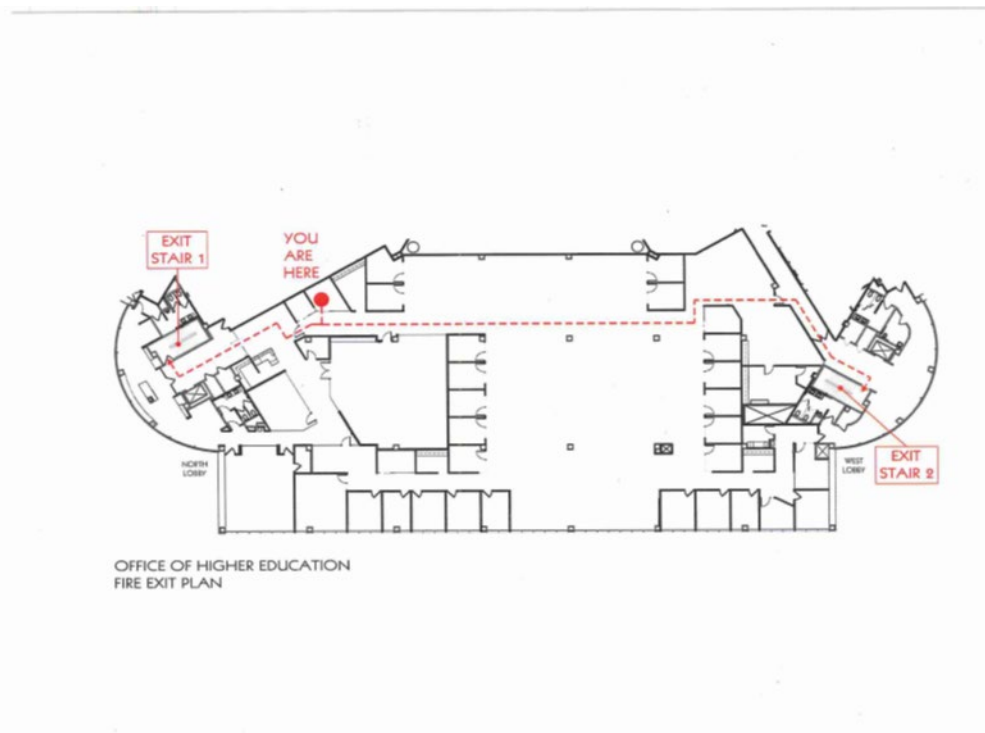 EXIT
STAIR 1
YOU
ARE
HERE
NORTH
LOBBY
WEST
LOBBY
EXIT
STAIR 2
OFFICE OF HIGHER EDUCATION
FIRE EXIT PLAN